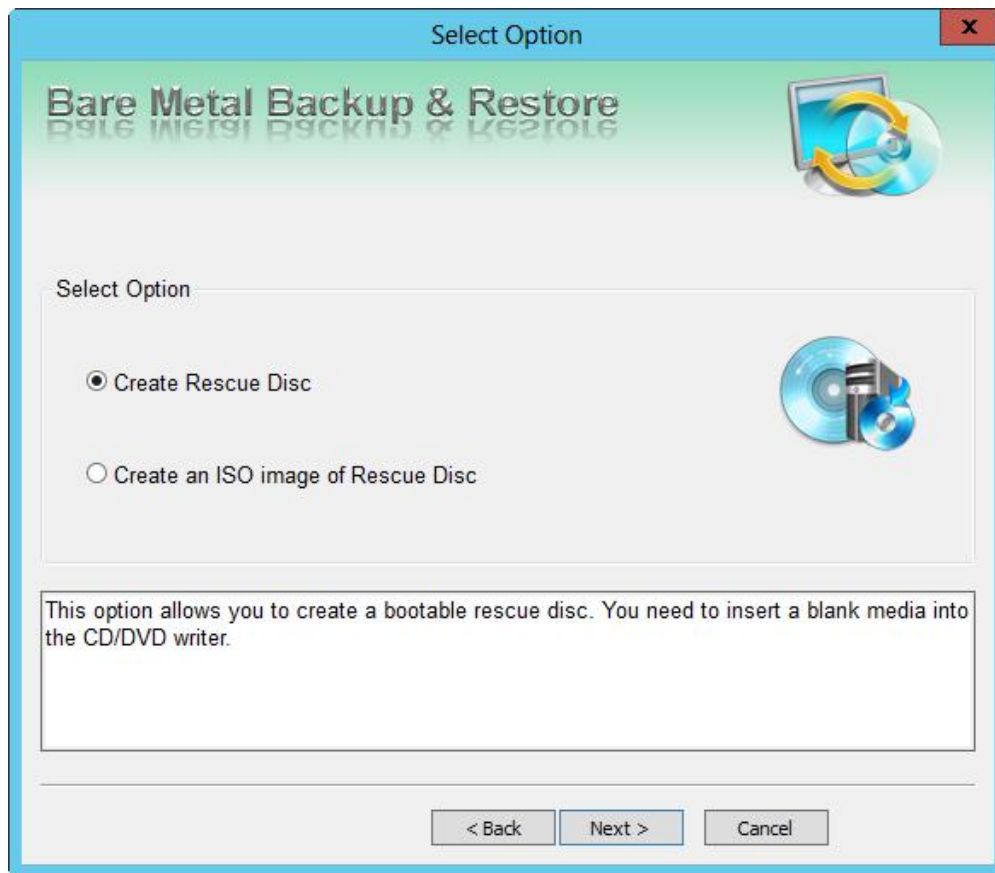 Select Option
x
Bare Metal Backup & Restore
Select Option
Create Rescue Disc
Create an ISO image of Rescue Disc
This option allows you to create a bootable rescue disc. You need to insert a blank media into
the CD/DVD writer.
< Back Next > Cancel